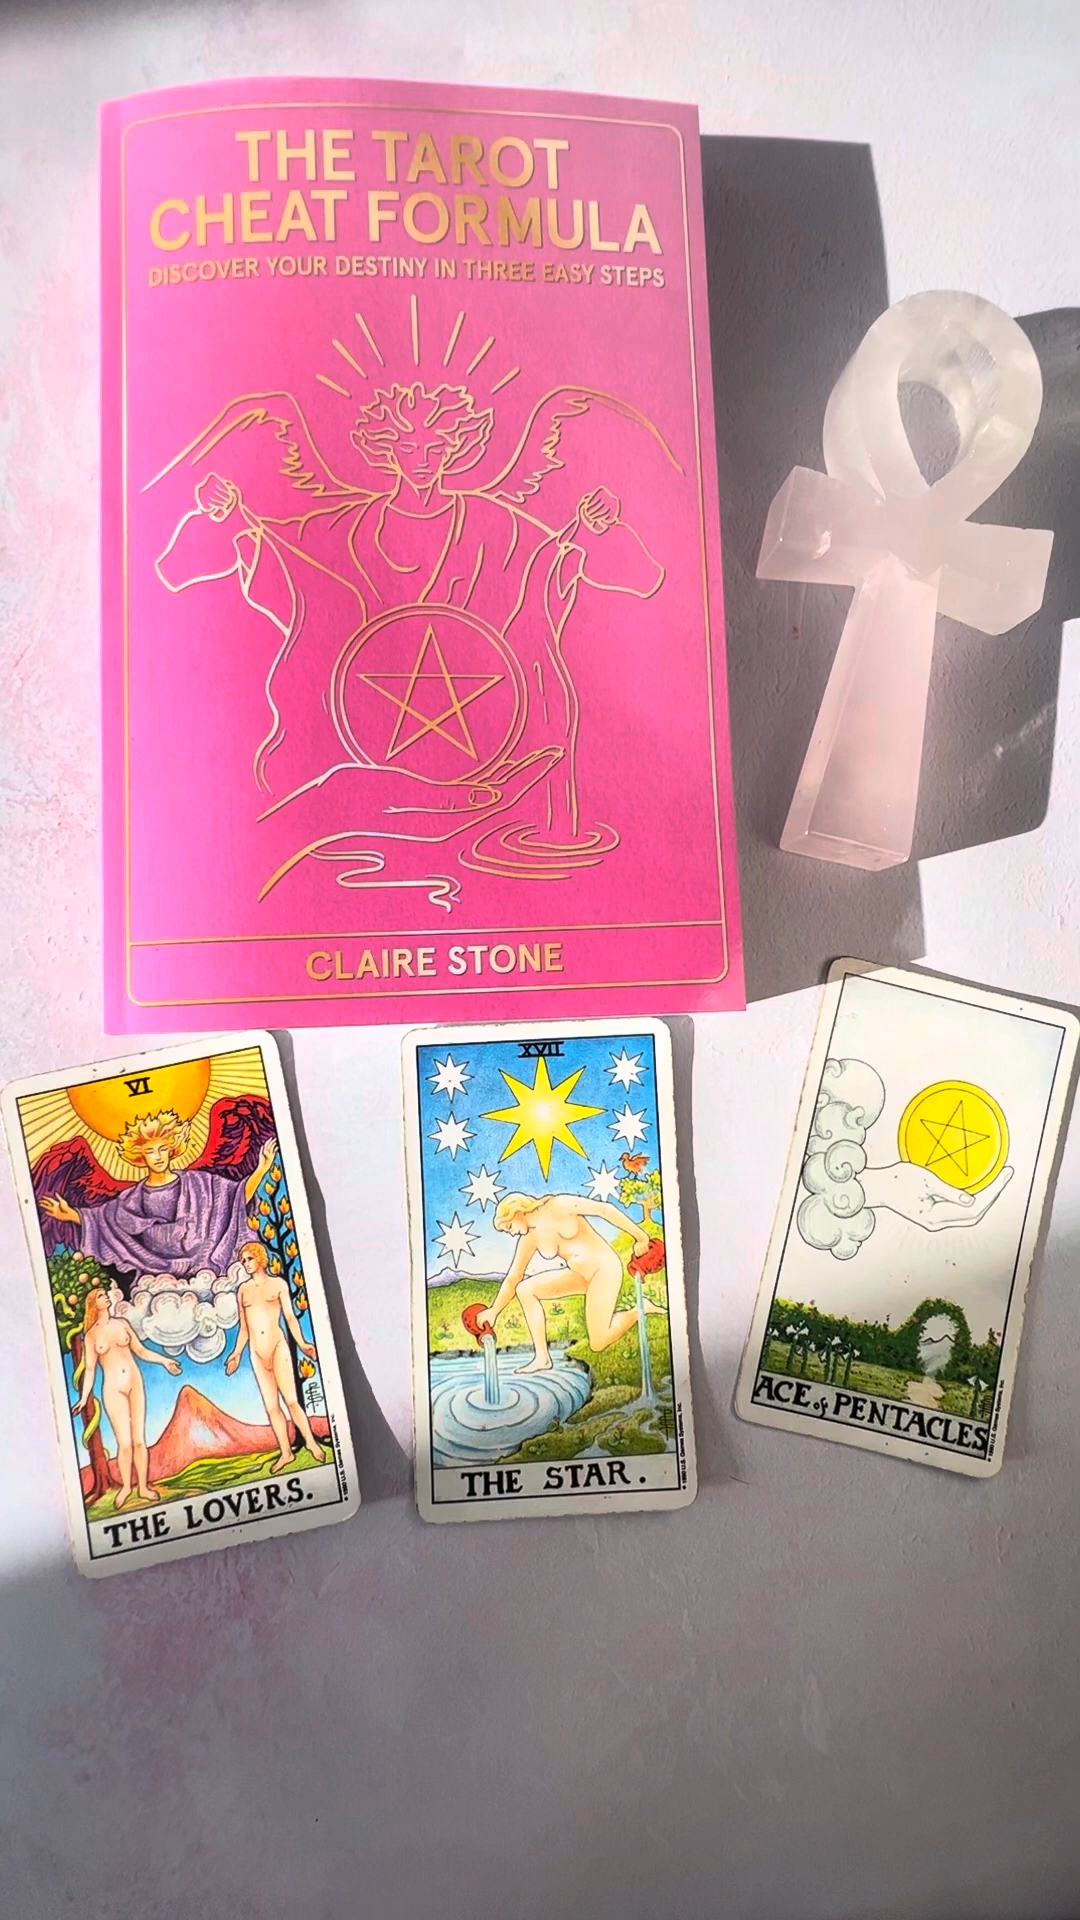 THE TAROT
CHEAT FORMULA
DISCOVER YOUR DESTINY IN THREE EASY STEPS
CLAIRE STONE
VI
THE LOVERS.
XVII
THE STAR.
ACE of PENTACLES